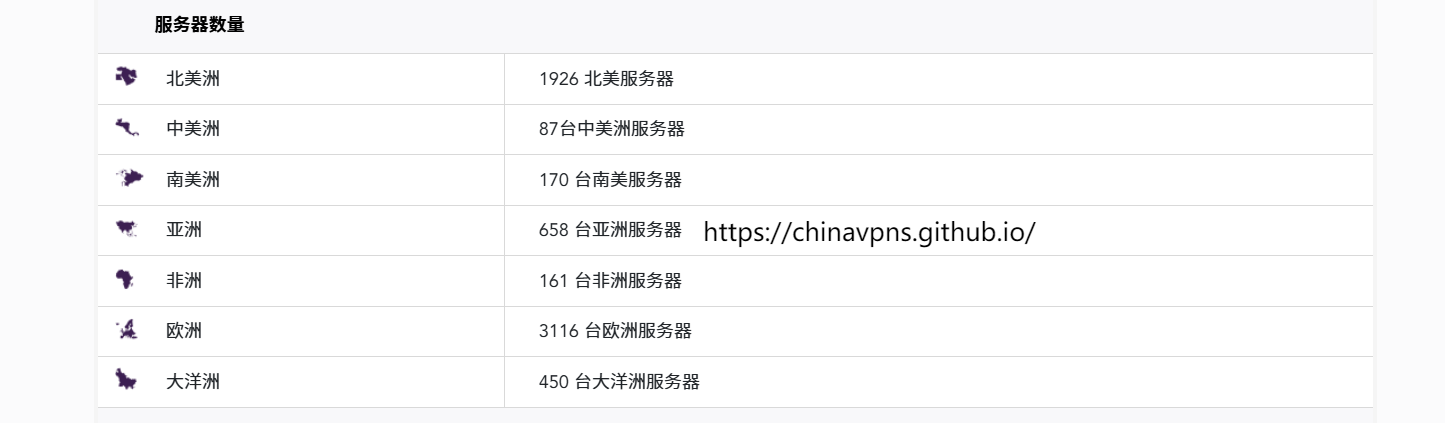 服务器数量
北美洲 1926 北美服务器
中美洲 87台中美洲服务器
南美洲 170 台南美服务器
亚洲 658 台亚洲服务器 https://chinavpns.github.io/
非洲 161 台非洲服务器
欧洲 3116 台欧洲服务器
大洋洲 450 台大洋洲服务器